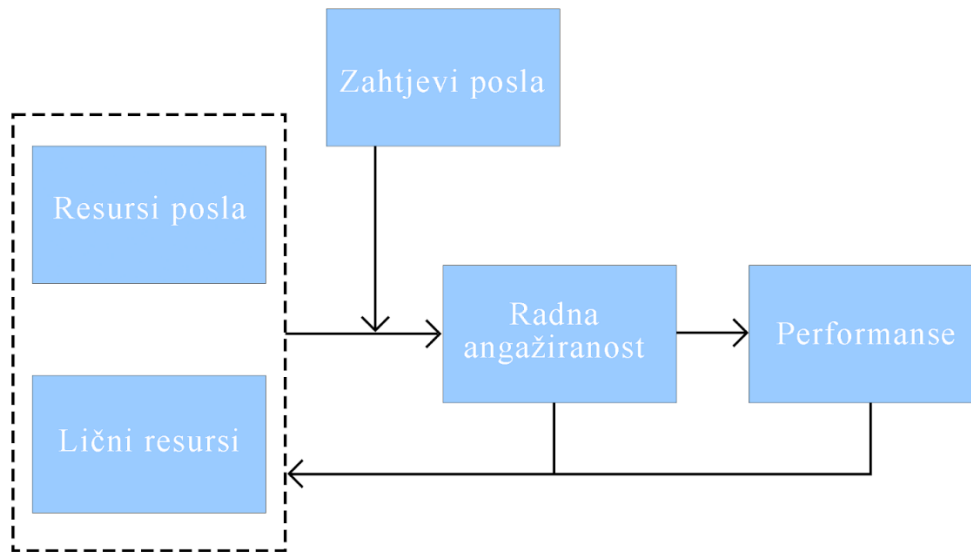 Zahtjevi posla
Resursi posla
Radna
angažiranost
Performanse
Lični resursi